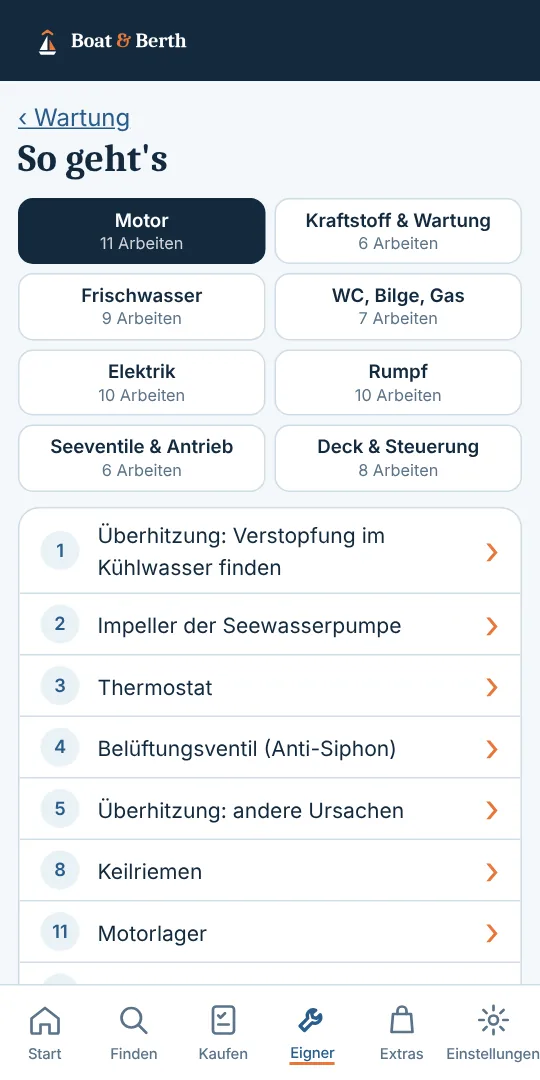 Boat & Berth
‹ Wartung
So geht's
Motor
11 Arbeiten
Kraftstoff & Wartung
6 Arbeiten
Frischwasser
9 Arbeiten
WC, Bilge, Gas
7 Arbeiten
Elektrik
10 Arbeiten
Rumpf
10 Arbeiten
Seeventile & Antrieb
6 Arbeiten
Deck & Steuerung
8 Arbeiten
1 Überhitzung: Verstopfung im
Kühlwasser finden
2 Impeller der Seewasserpumpe
3 Thermostat
4 Belüftungsventil (Anti-Siphon)
5 Überhitzung: andere Ursachen
8 Keilriemen
11 Motorlager
Start
Finden
Kaufen
Eigner
Extras
Einstellungen